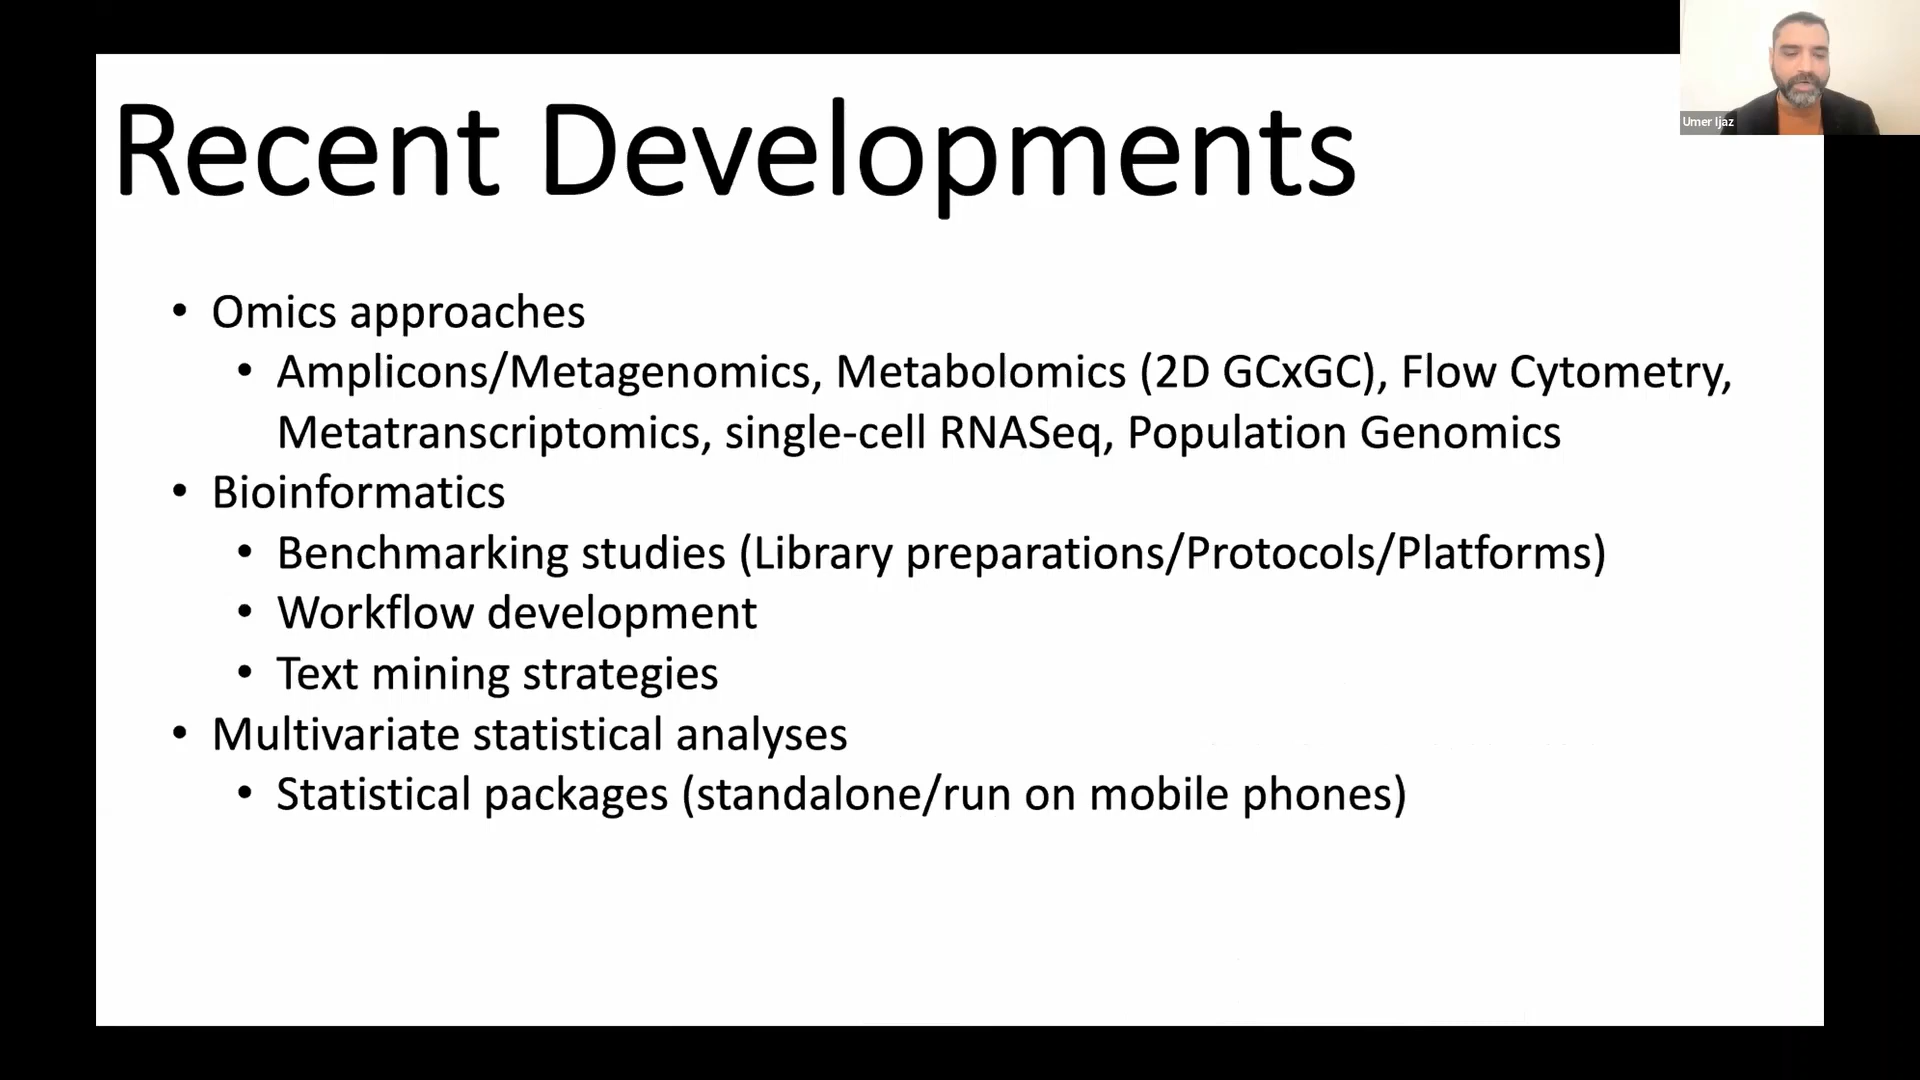 Recent Developments
Umer Ijaz
• Omics approaches
• Amplicons/Metagenomics, Metabolomics (2D GCxGC), Flow Cytometry,
Metatranscriptomics, single-cell RNASeq, Population Genomics
• Bioinformatics
• Benchmarking studies (Library preparations/Protocols/Platforms)
• Workflow development
• Text mining strategies
• Multivariate statistical analyses
• Statistical packages (standalone/run on mobile phones)